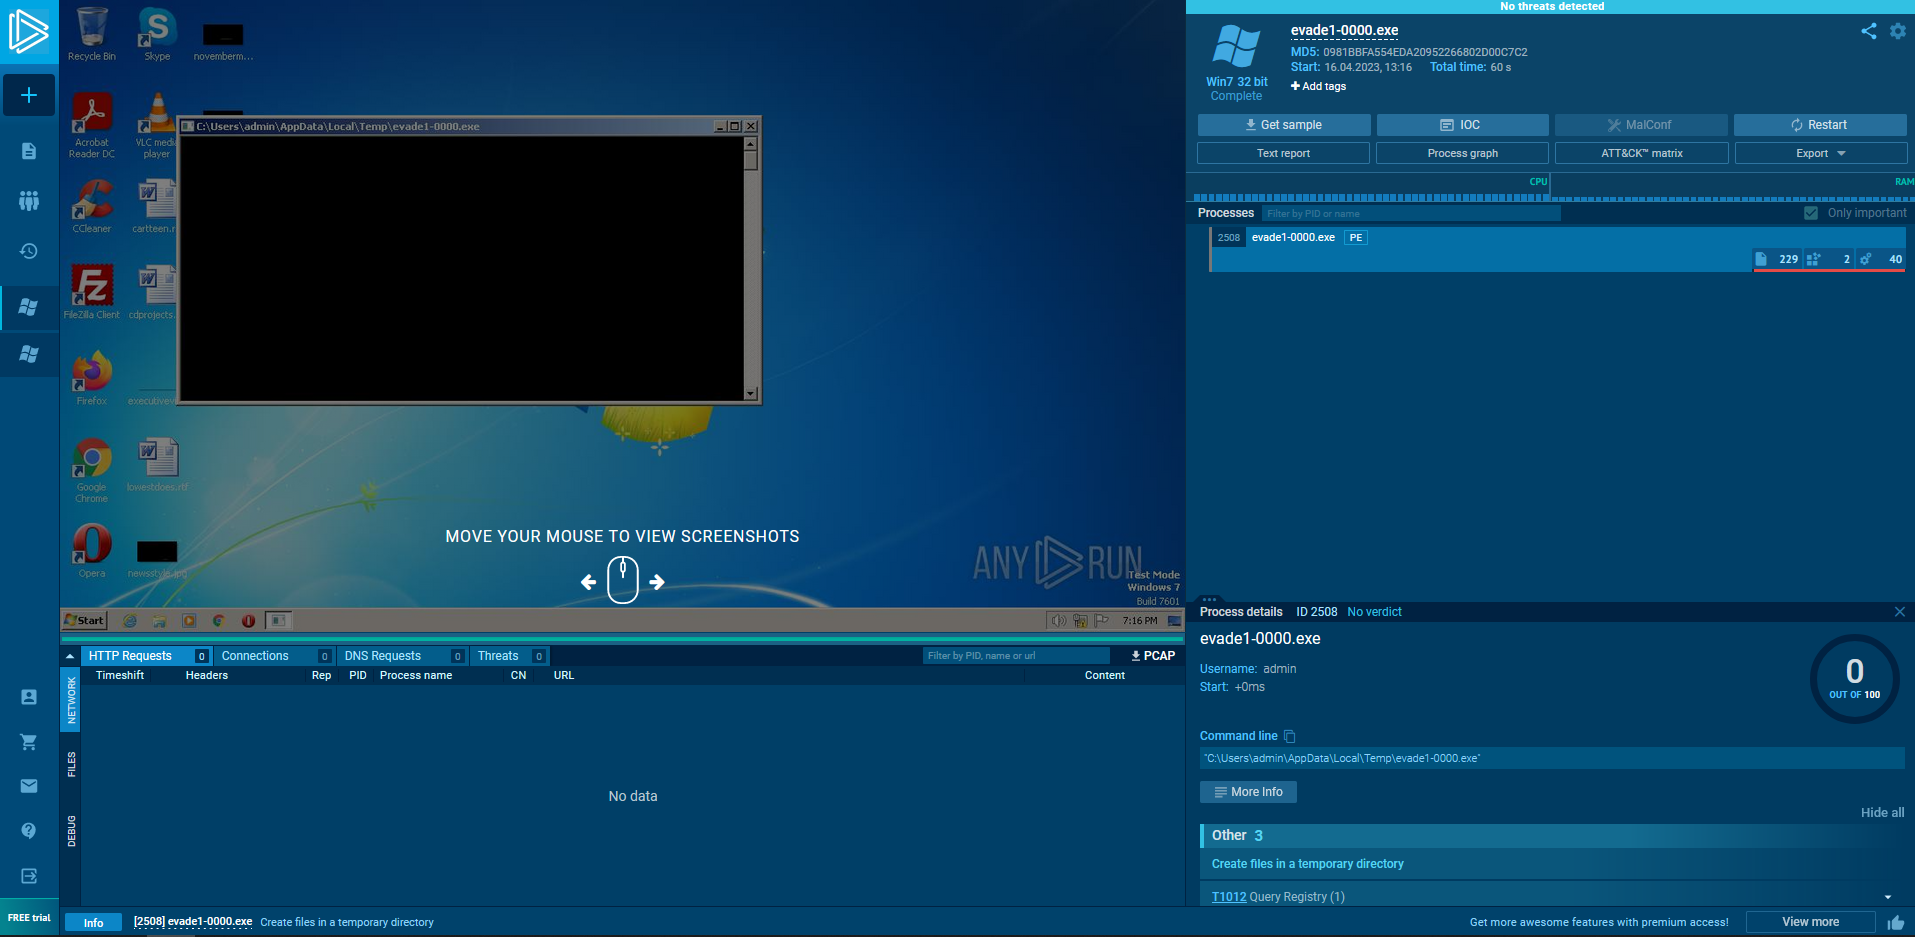 No threats detected
Recycle Bin
Skype
novemberm...
Acrobat Reader DC
VLC media player
CCleaner
cartteen.r
FileZilla Client
cdprojects.
Firefox
executivev
Google Chrome
lowestdoes.rtf
Opera
newsstyle.jpg
C:\Users\admin\AppData\Local\Temp\evade1-0000.exe
MOVE YOUR MOUSE TO VIEW SCREENSHOTS
ANY RUN
Test Mode
Windows 7
Build 7601
Start
7:16 PM
evade1-0000.exe
MD5: 0981BBFA554EDA20952266802D00C7C2
Start: 16.04.2023, 13:16 Total time: 60 s
Win7 32 bit
Complete
Add tags
Get sample
IOC
MalConf
Restart
Text report
Process graph
ATT&CK™ matrix
Export
CPU
RAM
Processes
Filter by PID or name
Only important
2508 evade1-0000.exe PE
229 2 40
HTTP Requests 0
Connections 0
DNS Requests 0
Threats 0
Filter by PID, name or url
PCAP
Timeshift Headers Rep PID Process name CN URL Content
NETWORK
FILES
DEBUG
No data
Process details ID 2508 No verdict
evade1-0000.exe
Username: admin
Start: +0ms
0
OUT OF 100
Command line
"C:\Users\admin\AppData\Local\Temp\evade1-0000.exe"
More Info
Hide all
Other 3
Create files in a temporary directory
T1012 Query Registry (1)
FREE trial
Info
[2508] evade1-0000.exe Create files in a temporary directory
Get more awesome features with premium access!
View more